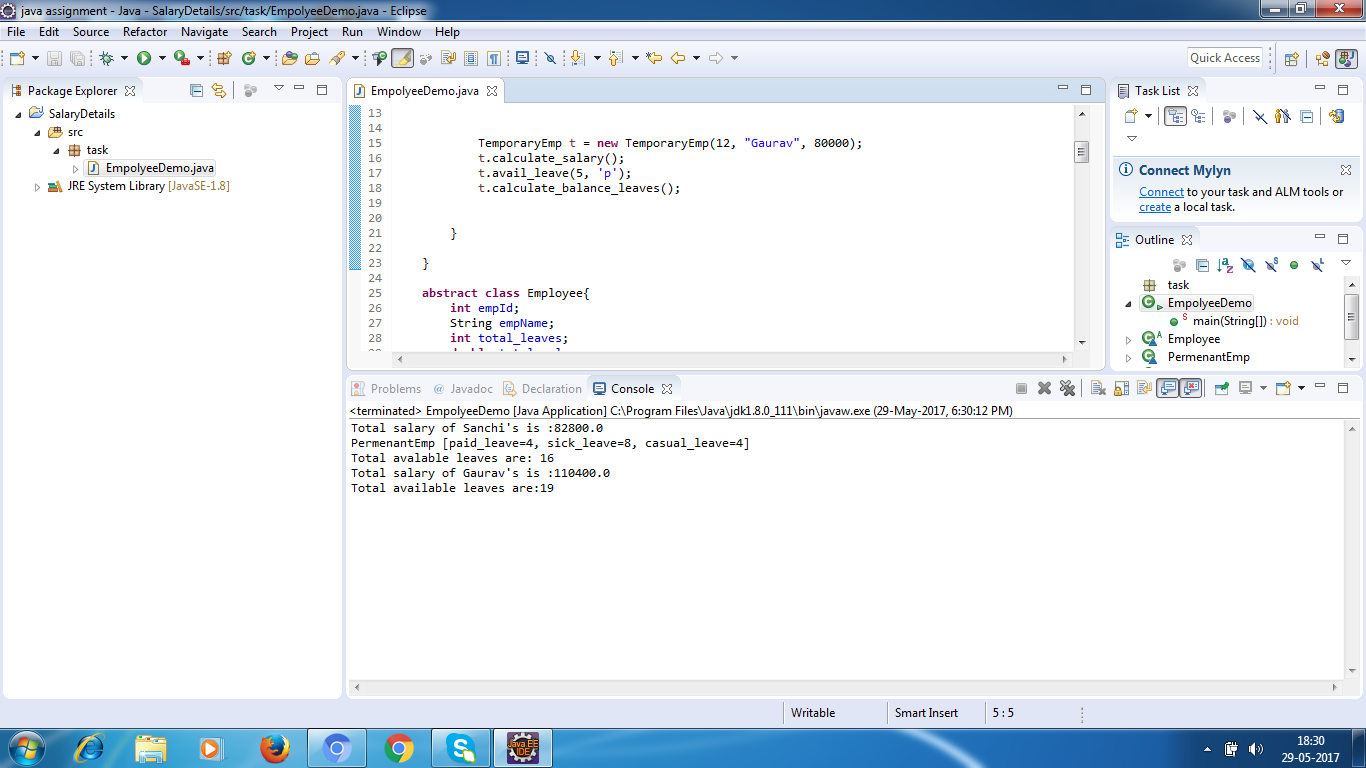 java assignment - Java - SalaryDetails/src/task/EmpolyeeDemo.java - Eclipse
File Edit Source Refactor Navigate Search Project Run Window Help
Quick Access
Package Explorer
SalaryDetails
src
task
EmpolyeeDemo.java
JRE System Library [JavaSE-1.8]
EmpolyeeDemo.java
13
14
15 TemporaryEmp t = new TemporaryEmp(12, "Gaurav", 80000);
16 t.calculate_salary();
17 t.avail_leave(5, 'p');
18 t.calculate_balance_leaves();
19
20
21 }
22
23 }
24
25 abstract class Employee{
26 int empId;
27 String empName;
28 int total_leaves;
Task List
Connect Mylyn
Connect to your task and ALM tools or
create a local task.
Outline
task
EmpolyeeDemo
main(String[]) : void
Employee
PermenantEmp
Problems Javadoc Declaration Console
<terminated> EmpolyeeDemo [Java Application] C:\Program Files\Java\jdk1.8.0_111\bin\javaw.exe (29-May-2017, 6:30:12 PM)
Total salary of Sanchi's is :82800.0
PermenantEmp [paid_leave=4, sick_leave=8, casual_leave=4]
Total avalable leaves are: 16
Total salary of Gaurav's is :110400.0
Total available leaves are:19
Writable Smart Insert 5 : 5
Java EE
IDE
18:30
29-05-2017